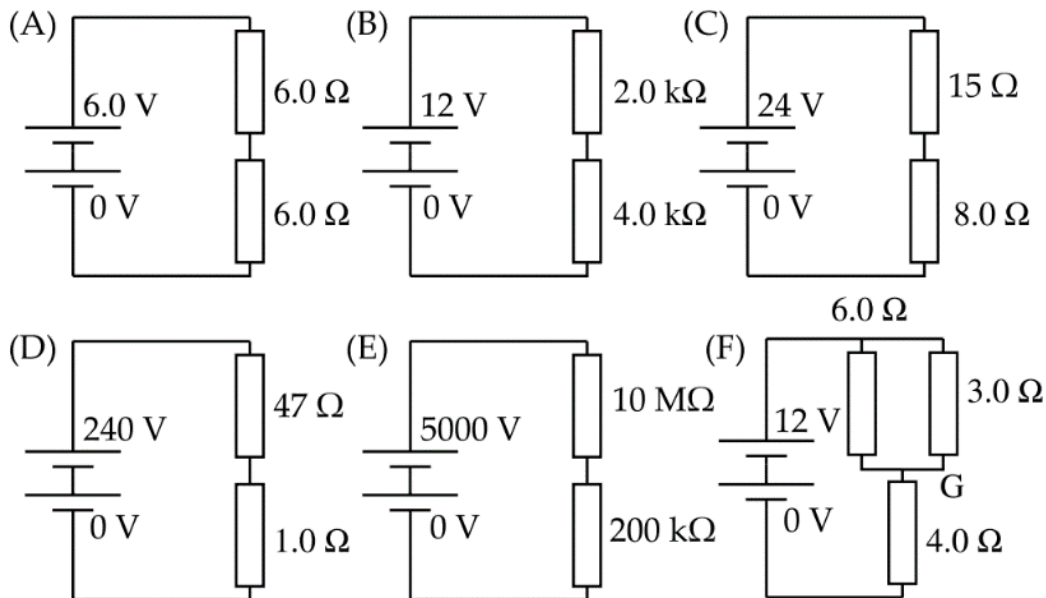 (A)
6.0 V
6.0 Ω
0 V
6.0 Ω
(B)
12 V
2.0 kΩ
0 V
4.0 kΩ
(C)
24 V
15 Ω
0 V
8.0 Ω
(D)
240 V
47 Ω
0 V
1.0 Ω
(E)
5000 V
10 MΩ
0 V
200 kΩ
(F)
6.0 Ω
12 V
3.0 Ω
G
0 V
4.0 Ω